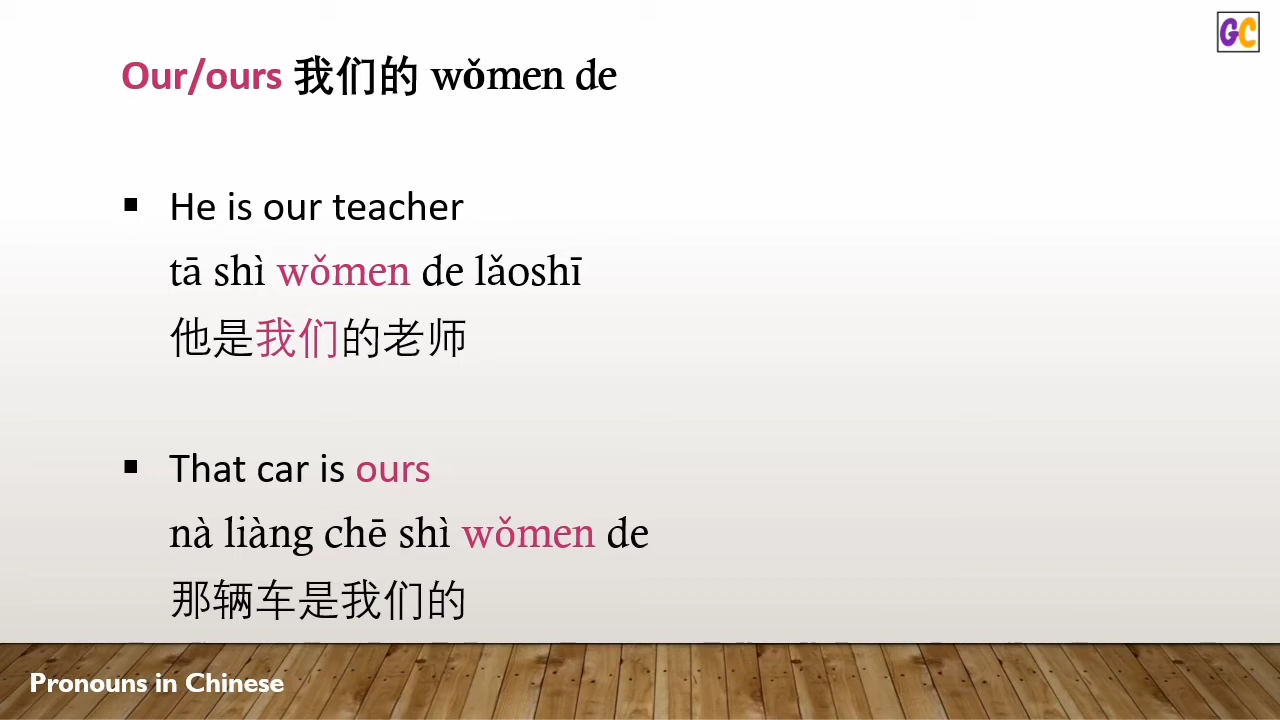 GC
Our/ours 我们的 wǒmen de
▪ He is our teacher
tā shì wǒmen de lǎoshī
他是我们的老师
▪ That car is ours
nà liàng chē shì wǒmen de
那辆车是我们的
Pronouns in Chinese